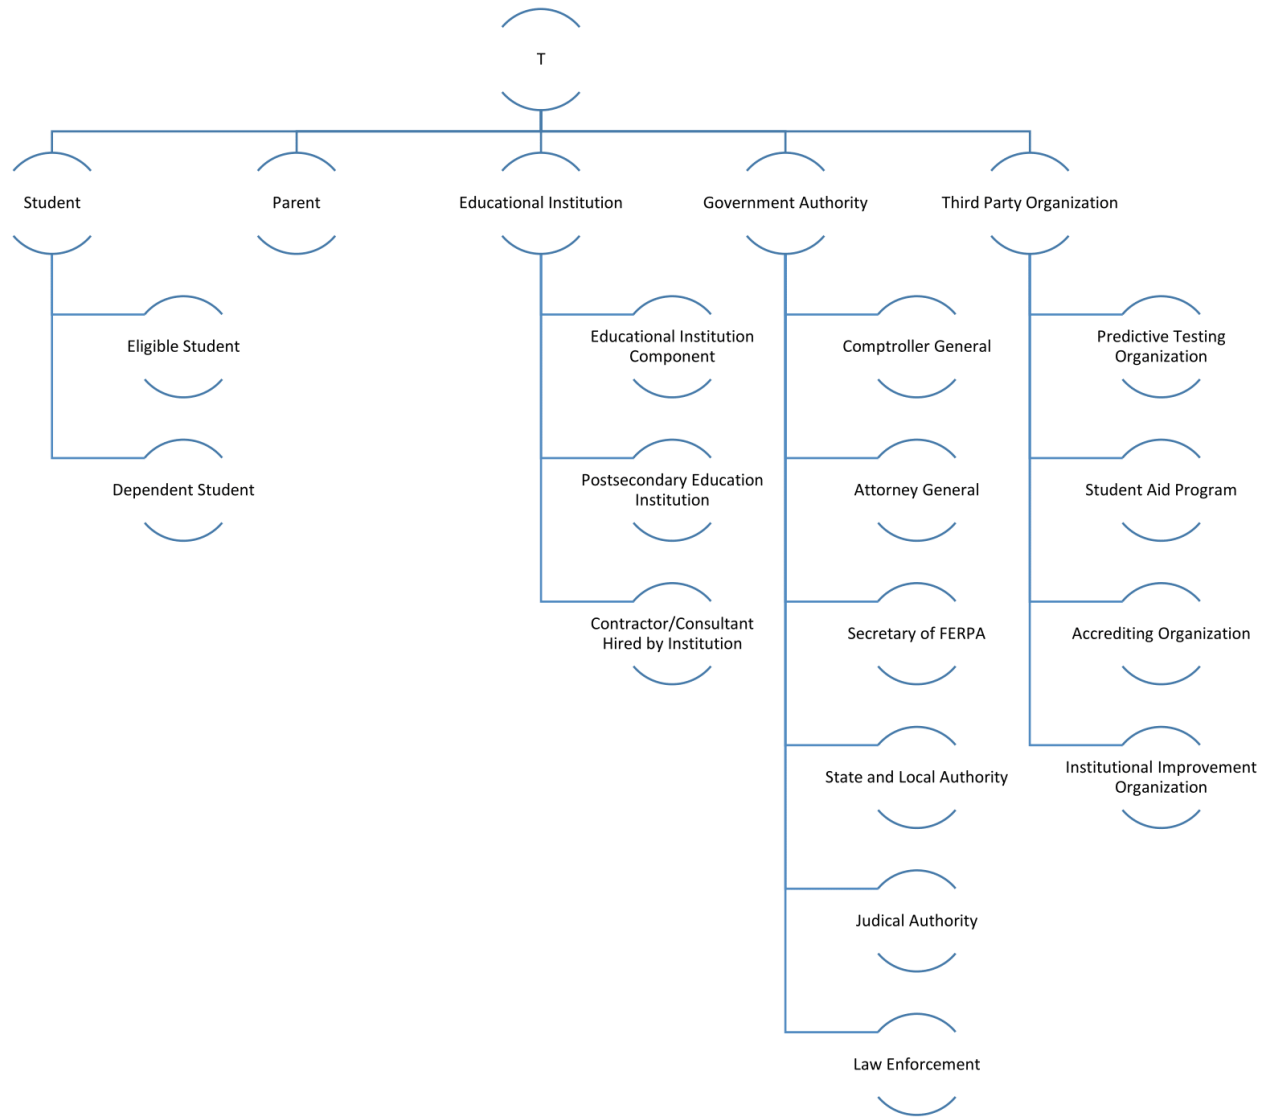 T
Student
Parent
Educational Institution
Government Authority
Third Party Organization
Eligible Student
Dependent Student
Educational Institution
Component
Postsecondary Education
Institution
Contractor/Consultant
Hired by Institution
Comptroller General
Attorney General
Secretary of FERPA
State and Local Authority
Judical Authority
Law Enforcement
Predictive Testing
Organization
Student Aid Program
Accrediting Organization
Institutional Improvement
Organization